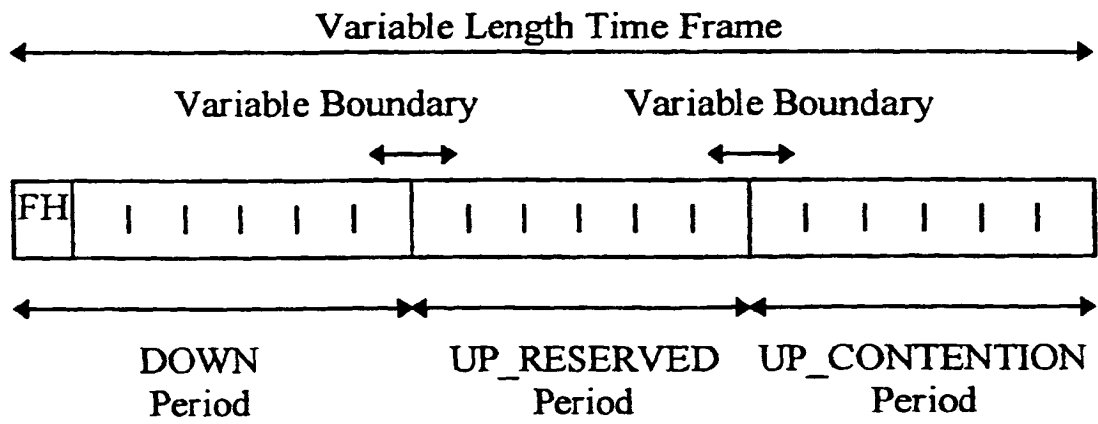 Variable Length Time Frame
Variable Boundary Variable Boundary
FH
DOWN UP_RESERVED UP_CONTENTION
Period Period Period